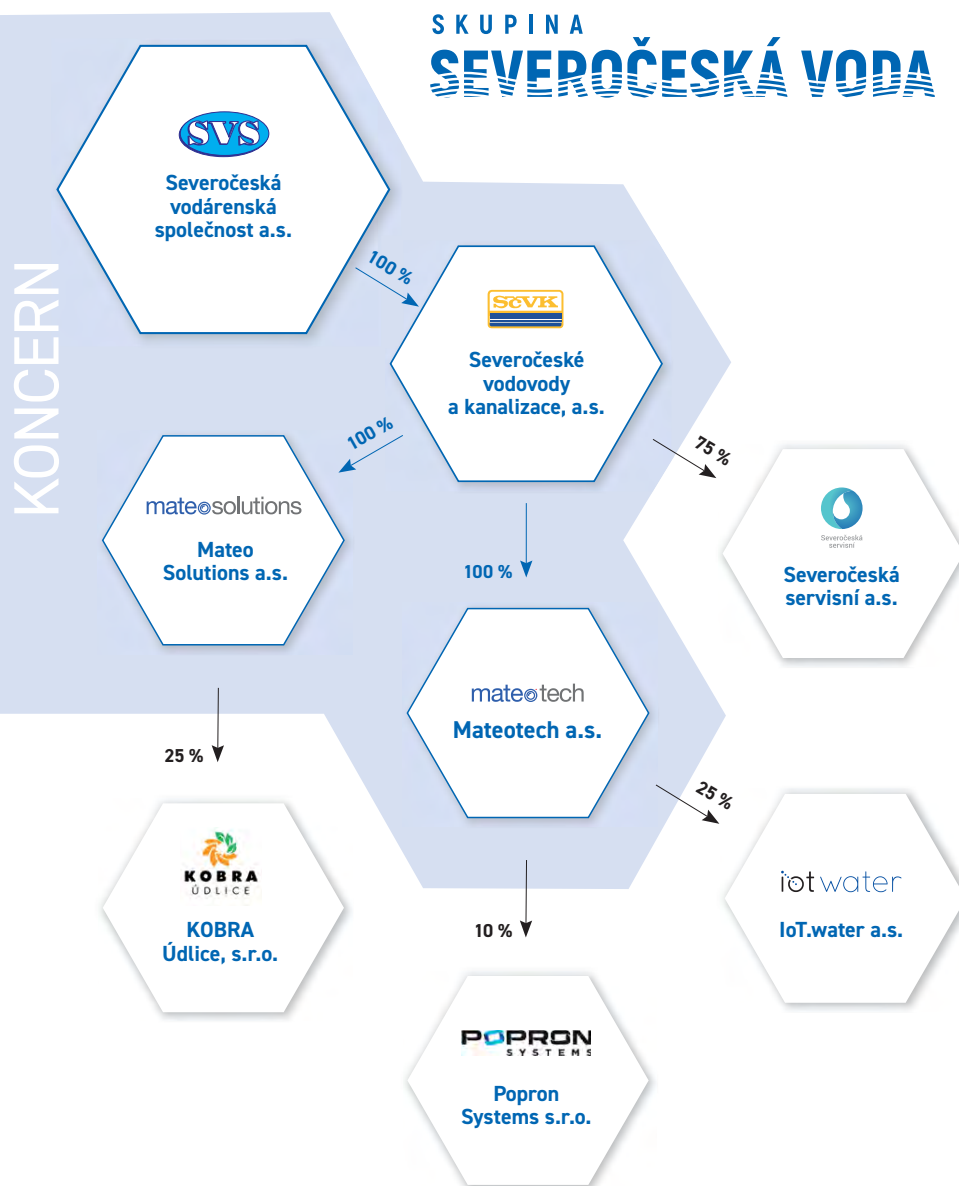 SKUPINA
SEVEROČESKÁ VODA
KONCERN
SVS
Severočeská
vodárenská
společnost a.s.
100 %
SčVK
Severočeské
vodovody
a kanalizace, a.s.
100 %
75 %
mateosolutions
Mateo
Solutions a.s.
100 %
Severočeská
servisní
Severočeská
servisní a.s.
mateotech
Mateotech a.s.
25 %
25 %
KOBRA
ÚDLICE
KOBRA
Údlice, s.r.o.
iot water
IoT.water a.s.
10 %
POPRON
SYSTEMS
Popron
Systems s.r.o.